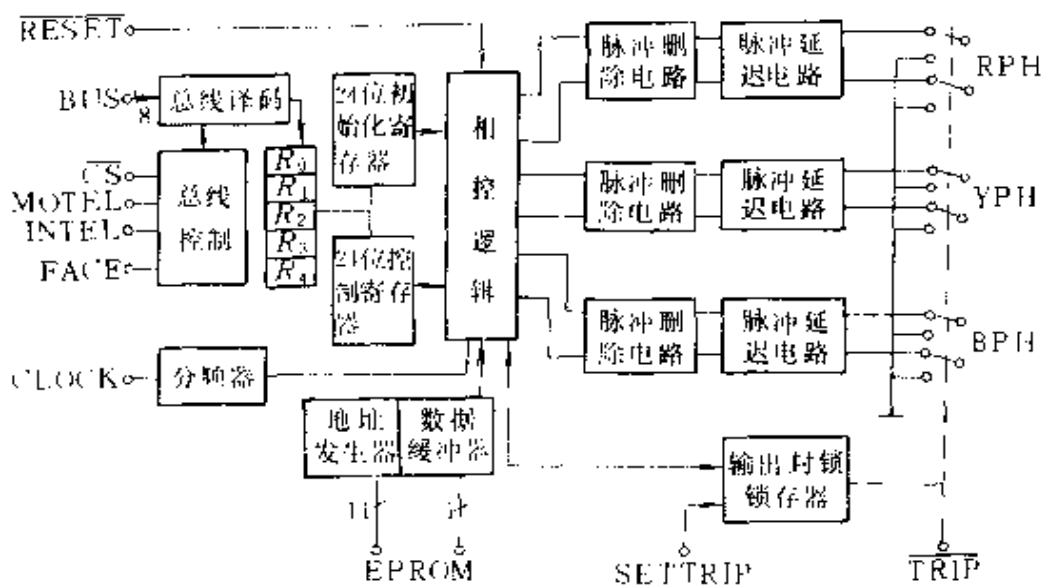 RESET
BUS
8
总线译码
CS
MOTEL
INTEL
FACE
总线
控制
R0
R1
R2
R3
R4
24位初
始化寄
存器
24位控
制寄存
器
相
控
逻
辑
脉冲删
除电路
脉冲延
迟电路
RPH
脉冲删
除电路
脉冲延
迟电路
YPH
脉冲删
除电路
脉冲延
迟电路
BPH
CLOCK
分频器
地址
发生器
数据
缓冲器
11
EPROM
输出封锁
锁存器
SETTRIP
TRIP